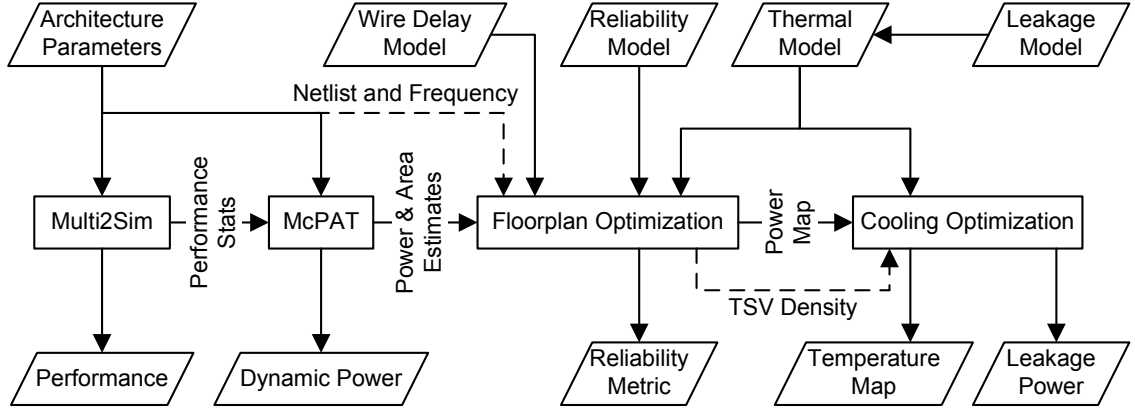 Architecture
Parameters
Wire Delay
Model
Reliability
Model
Thermal
Model
Leakage
Model
Netlist and Frequency
Multi2Sim
Performance
Stats
McPAT
Power & Area
Estimates
Floorplan Optimization
Power
Map
Cooling Optimization
TSV Density
Performance
Dynamic Power
Reliability
Metric
Temperature
Map
Leakage
Power